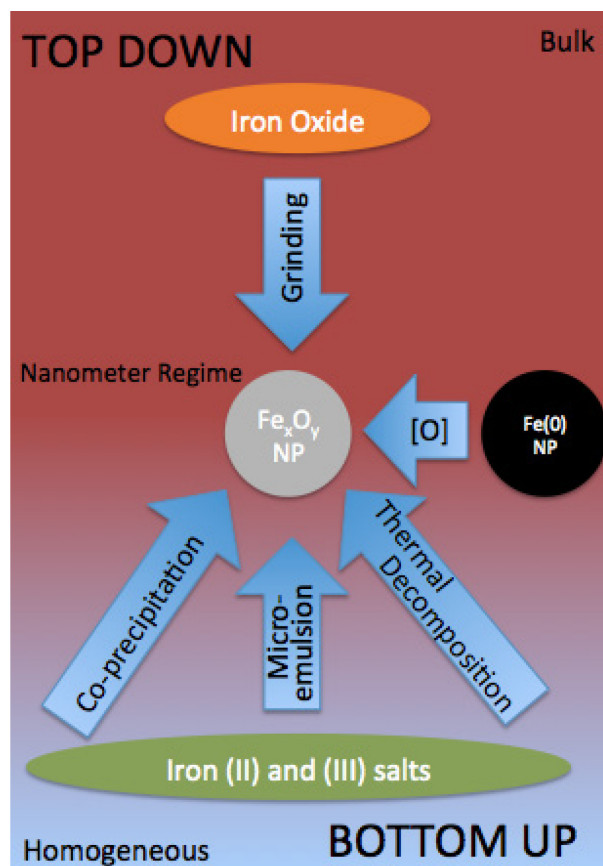 TOP DOWN
Bulk
Iron Oxide
Grinding
Nanometer Regime
FeₓOᵧ
NP
[O]
Fe(0)
NP
Co-precipitation
Micro-
emulsion
Thermal
Decomposition
Iron (II) and (III) salts
Homogeneous
BOTTOM UP